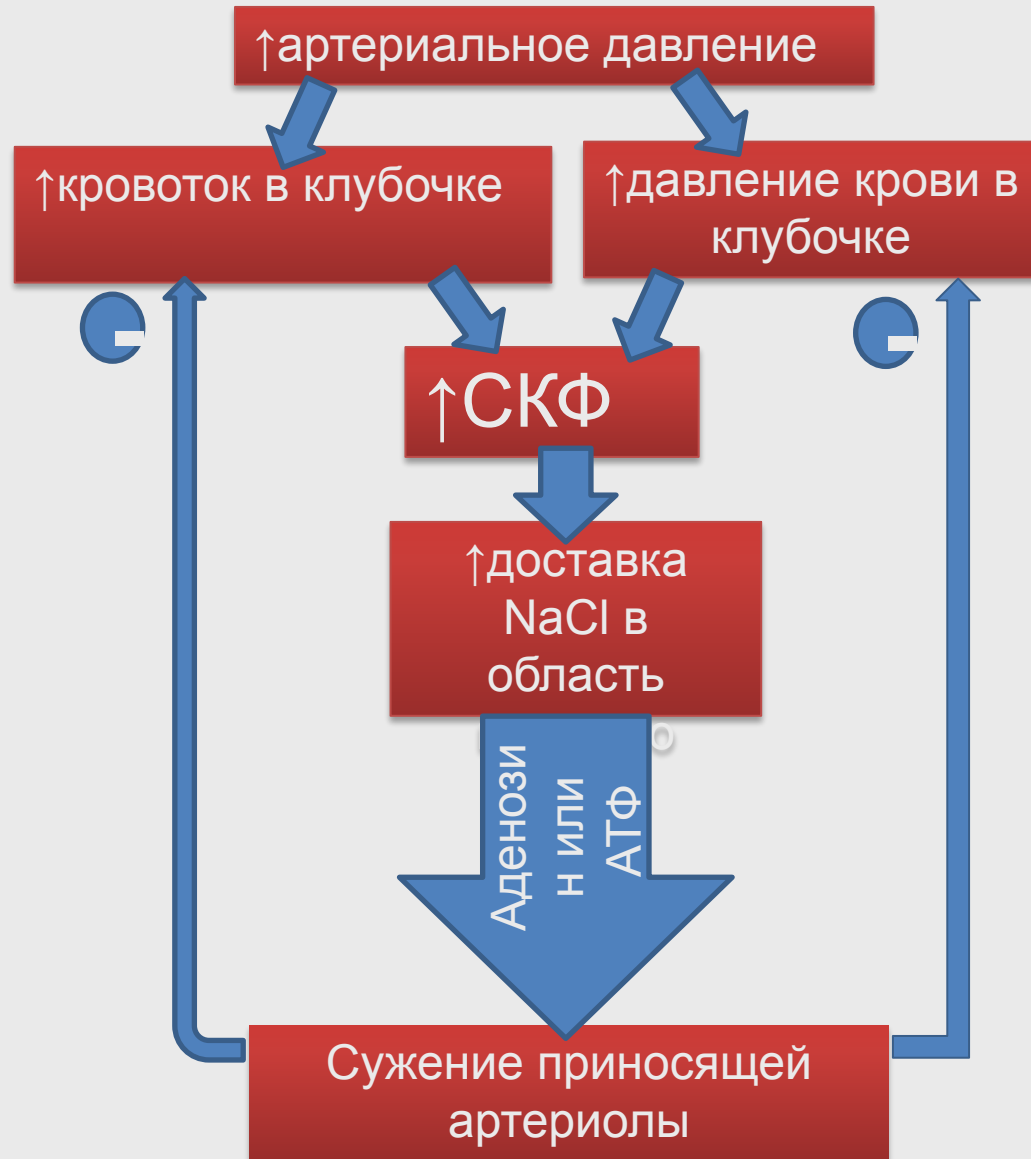 ↑артериальное давление
↑кровоток в клубочке
↑давление крови в
клубочке
↑СКФ
↑доставка
NaCl в
область
о
Аденози
н или
АТФ
-
-
Сужение приносящей
артериолы